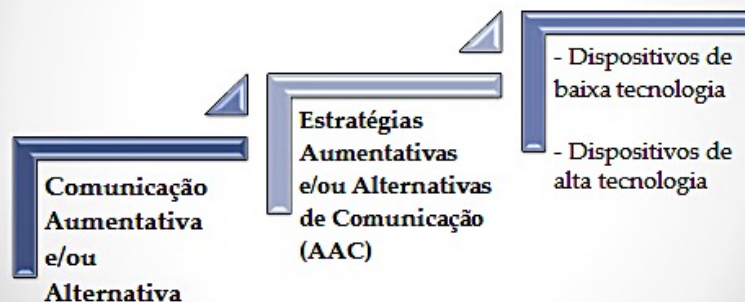 Comunicação
Aumentativa
e/ou
Alternativa
Estratégias
Aumentativas
e/ou Alternativas
de Comunicação
(AAC)
- Dispositivos de
baixa tecnologia
- Dispositivos de
alta tecnologia